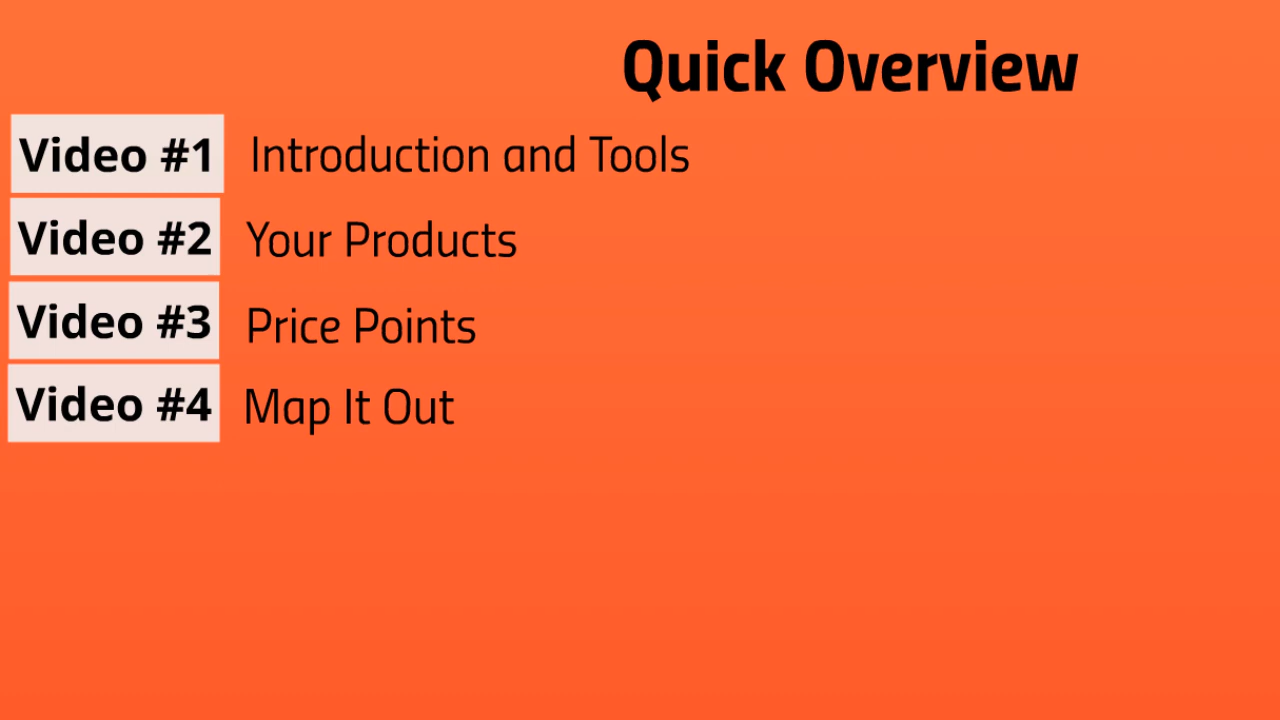 Quick Overview
Video #1 Introduction and Tools
Video #2 Your Products
Video #3 Price Points
Video #4 Map It Out